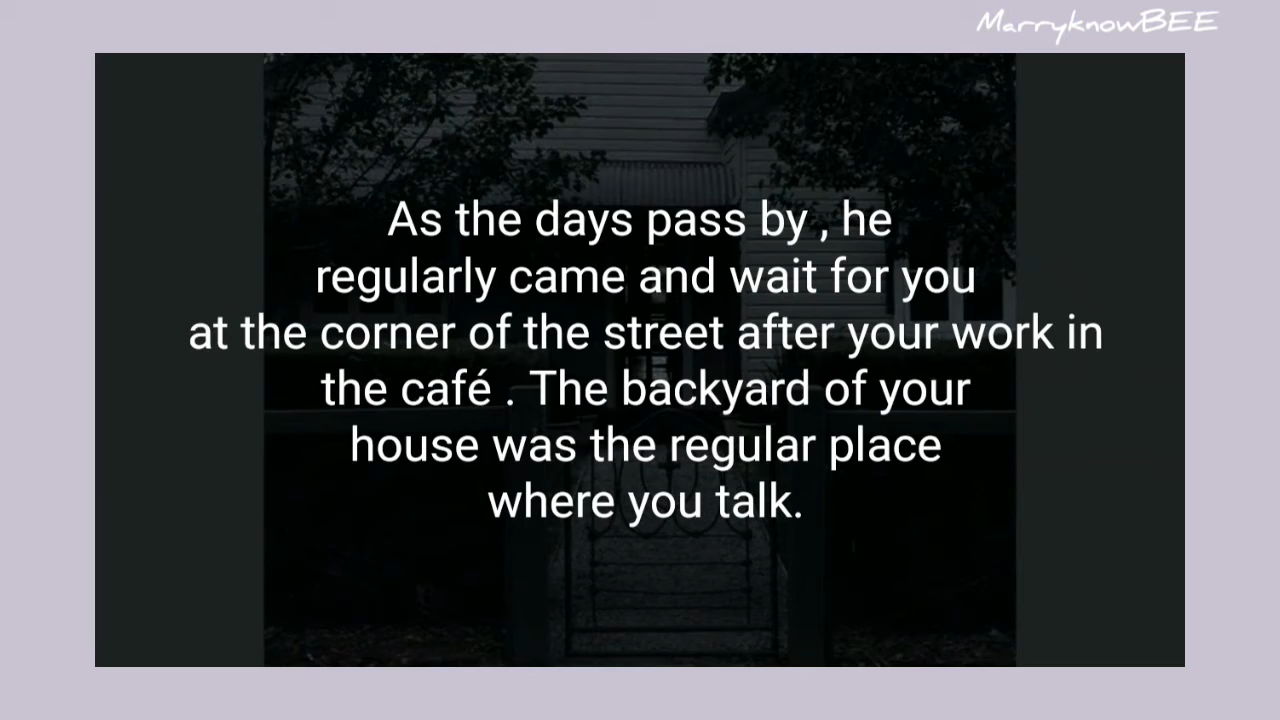 MarryknowBEE
As the days pass by , he
regularly came and wait for you
at the corner of the street after your work in
the café . The backyard of your
house was the regular place
where you talk.